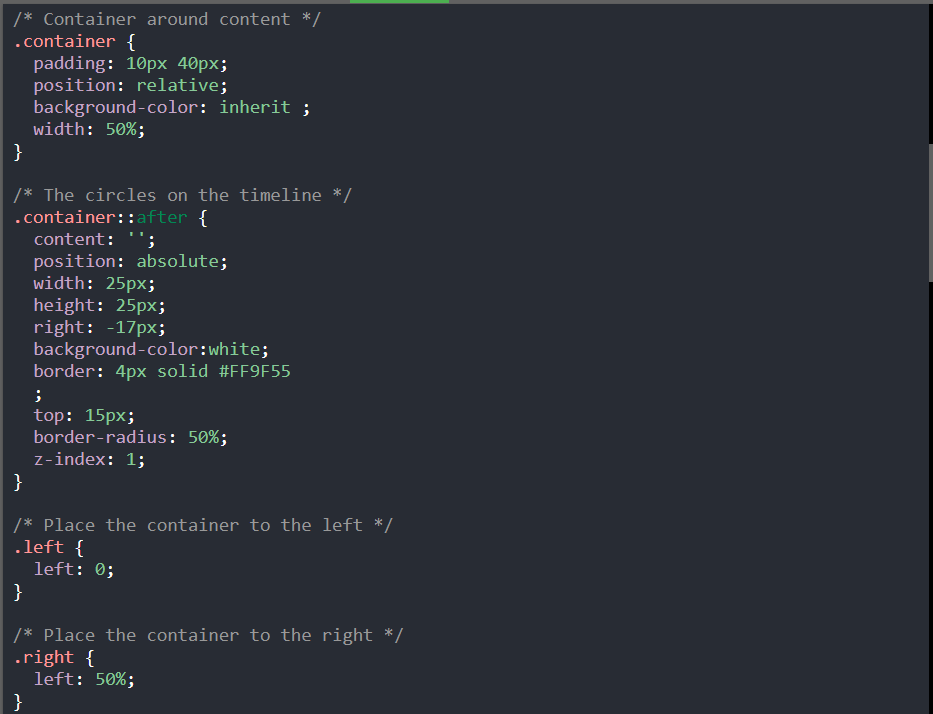 /* Container around content */
.container {
  padding: 10px 40px;
  position: relative;
  background-color: inherit ;
  width: 50%;
}

/* The circles on the timeline */
.container::after {
  content: '';
  position: absolute;
  width: 25px;
  height: 25px;
  right: -17px;
  background-color:white;
  border: 4px solid #FF9F55
  ;
  top: 15px;
  border-radius: 50%;
  z-index: 1;
}

/* Place the container to the left */
.left {
  left: 0;
}

/* Place the container to the right */
.right {
  left: 50%;
}